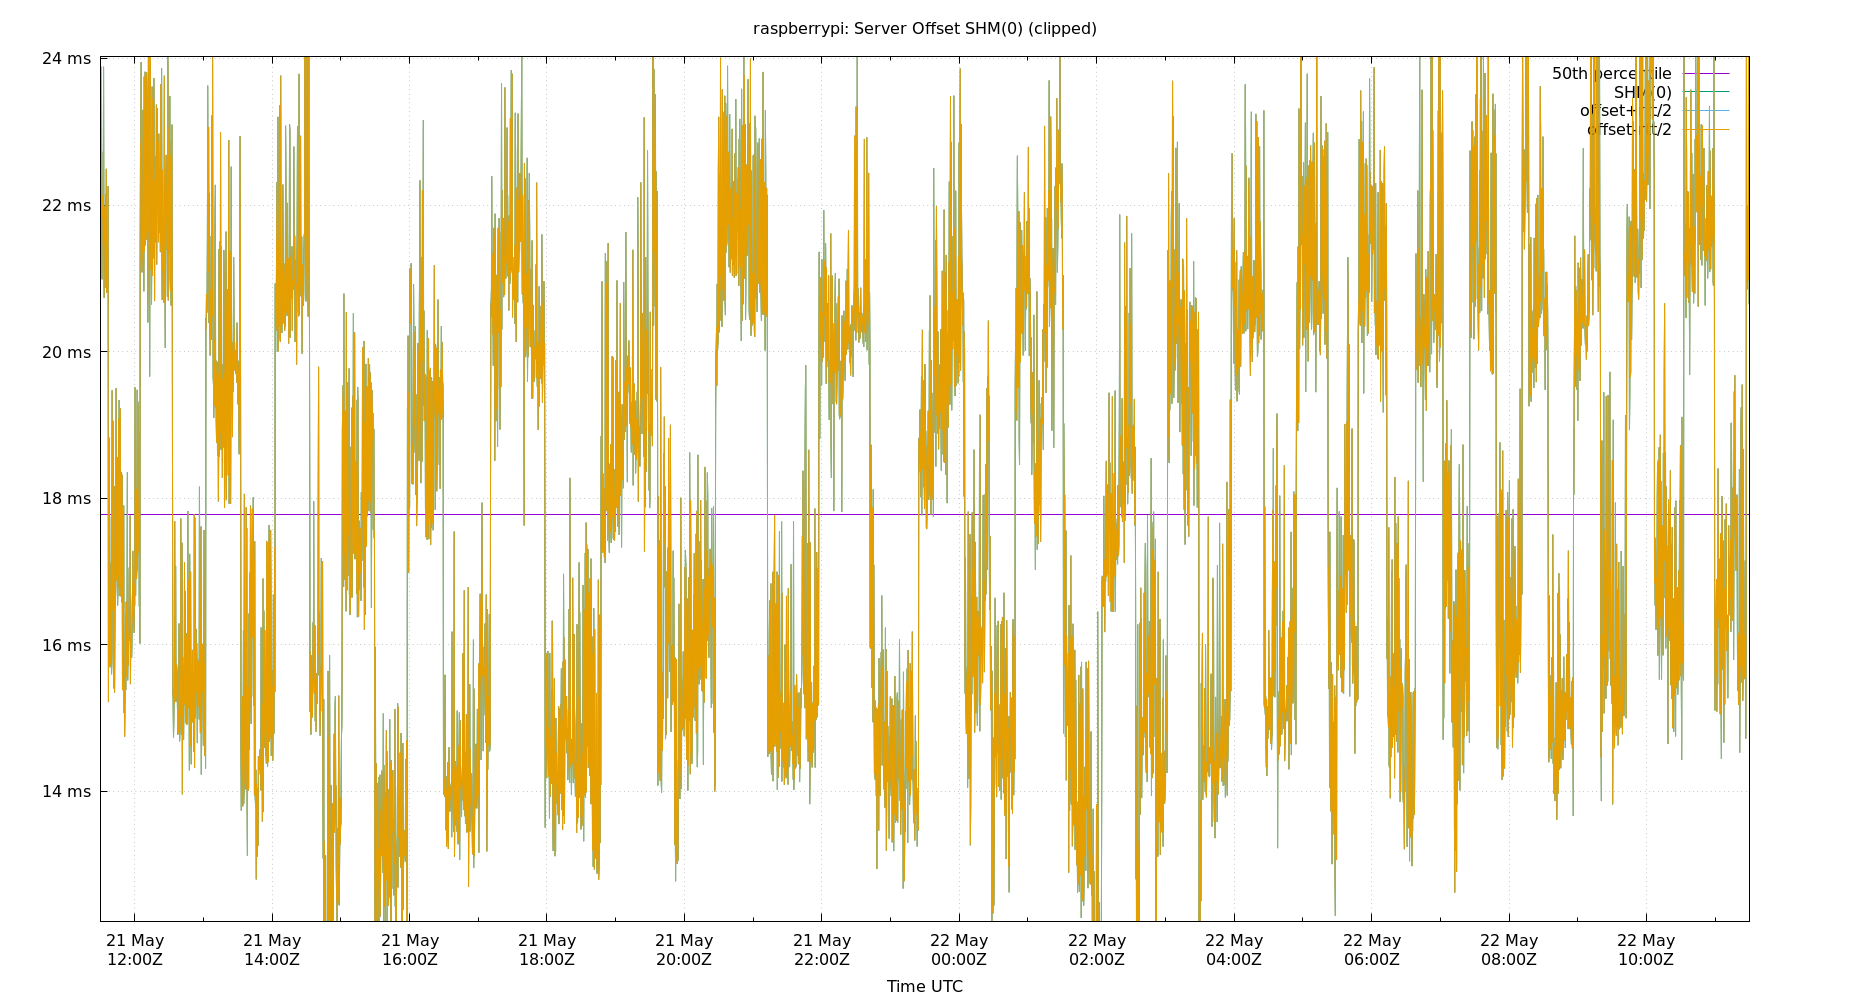 raspberrypi: Server Offset SHM(0) (clipped)
24 ms
22 ms
20 ms
18 ms
16 ms
14 ms
50th percentile
SHM(0)
offset+rtt/2
offset-rtt/2
21 May 21 May 21 May 21 May 21 May 21 May 22 May 22 May 22 May 22 May 22 May 22 May
12:00Z 14:00Z 16:00Z 18:00Z 20:00Z 22:00Z 00:00Z 02:00Z 04:00Z 06:00Z 08:00Z 10:00Z
Time UTC